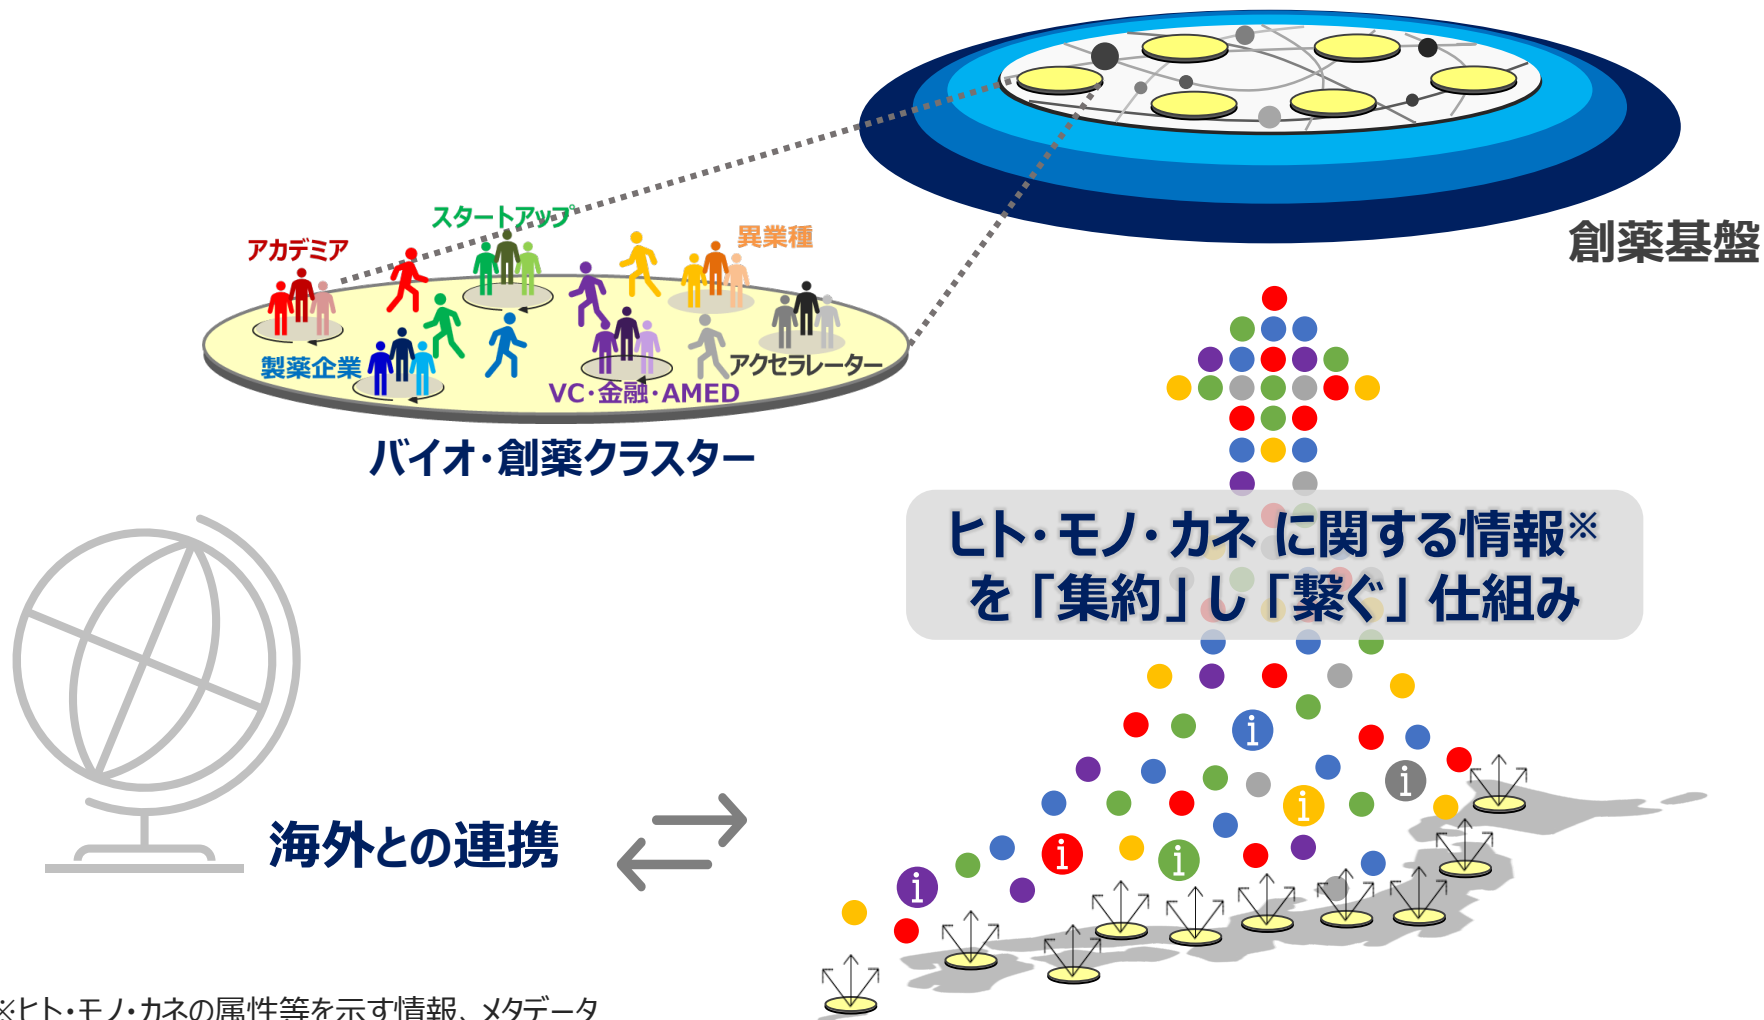 スタートアップ
アカデミア
異業種
製薬企業
アクセラレーター
VC・金融・AMED
バイオ・創薬クラスター
創薬基盤
ヒト・モノ・カネ に関する情報※
を「集約」し「繋ぐ」仕組み
i
i
i
i
i
i
海外との連携
※ヒト・モノ・カネの属性等を示す情報、メタデータ